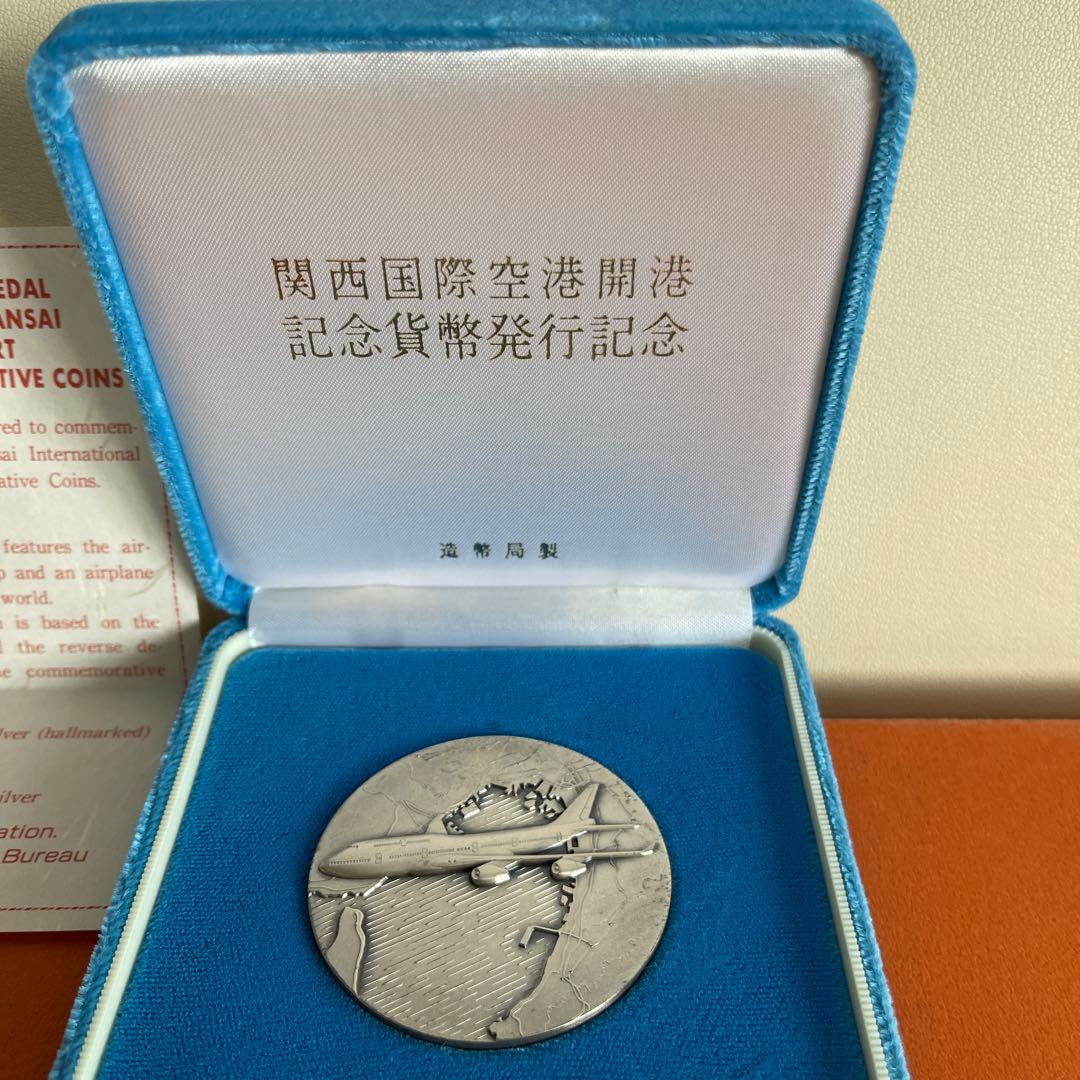 関西国際空港開港
記念貨幣発行記念
造幣局製
EDAL
ANSAI
RT
TIVE COINS
red to commem-
sai International
ative Coins.
features the air-
p and an airplane
world.
n is based on the
d the reverse de-
e commemorative
lver (hallmarked)
ilver
ation.
Bureau